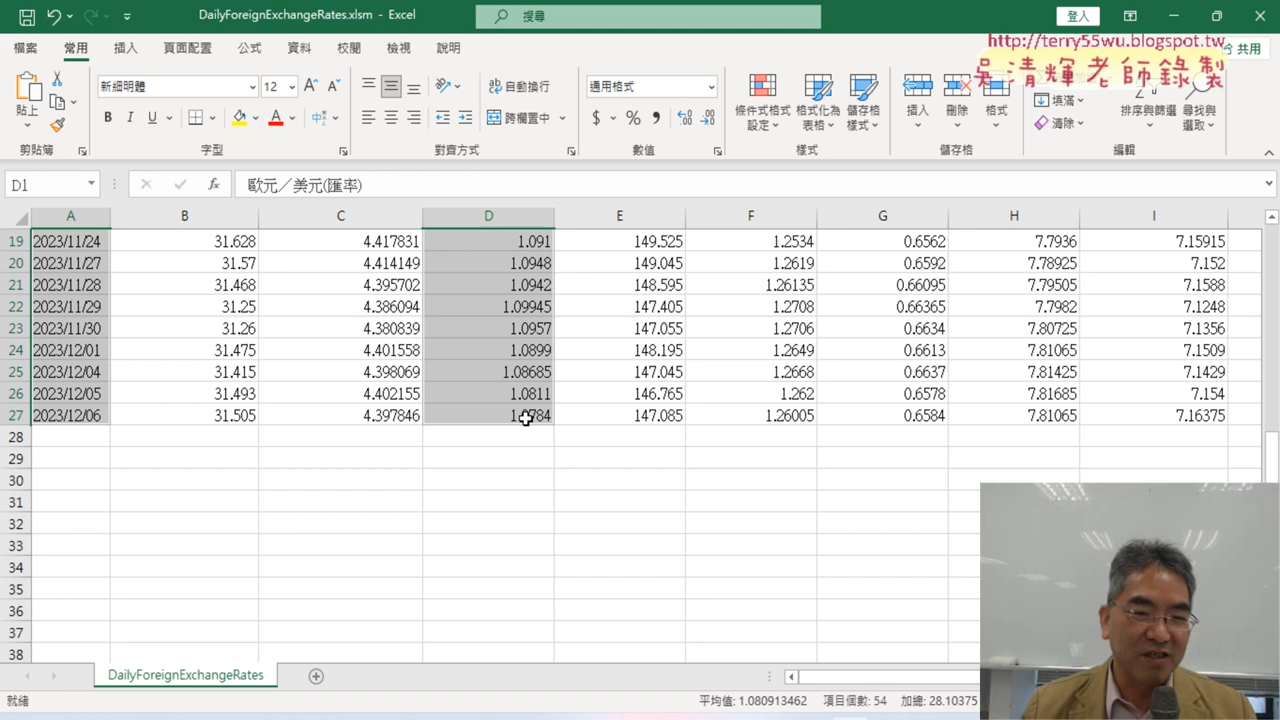 DailyForeignExchangeRates.xlsm - Excel
搜尋
登入
檔案 常用 插入 頁面配置 公式 資料 校閱 檢視 說明
共用
http://terry55wu.blogspot.tw
吳清輝老師錄製
貼上
新細明體 12
自動換行
通用格式
B I U
跨欄置中
條件式格式設定 格式化為表格 儲存格樣式
插入 刪除 格式
填滿
清除
排序與篩選 尋找與選取
剪貼簿 字型 對齊方式 數值 樣式 儲存格 編輯
D1 fx 歐元／美元(匯率)
A B C D E F G H I
19 2023/11/24 31.628 4.417831 1.091 149.525 1.2534 0.6562 7.7936 7.15915
20 2023/11/27 31.57 4.414149 1.0948 149.045 1.2619 0.6592 7.78925 7.152
21 2023/11/28 31.468 4.395702 1.0942 148.595 1.26135 0.66095 7.79505 7.1588
22 2023/11/29 31.25 4.386094 1.09945 147.405 1.2708 0.66365 7.7982 7.1248
23 2023/11/30 31.26 4.380839 1.0957 147.055 1.2706 0.6634 7.80725 7.1356
24 2023/12/01 31.475 4.401558 1.0899 148.195 1.2649 0.6613 7.81065 7.1509
25 2023/12/04 31.415 4.398069 1.08685 147.045 1.2668 0.6637 7.81425 7.1429
26 2023/12/05 31.493 4.402155 1.0811 146.765 1.262 0.6578 7.81685 7.154
27 2023/12/06 31.505 4.397846 147.085 1.26005 0.6584 7.81065 7.16375
28
29
30
31
32
33
34
35
36
37
38
DailyForeignExchangeRates
就緒
平均值: 1.080913462 項目個數: 54 加總: 28.10375